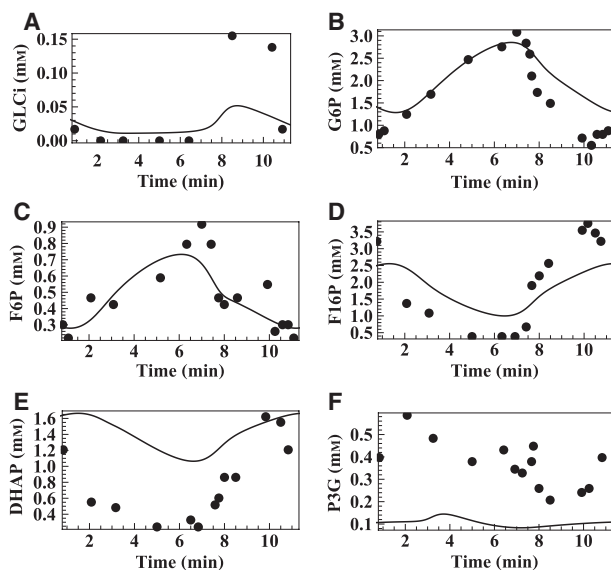 A
GLCi (mM)
0.15
0.10
0.05
0.00
2 4 6 8 10
Time (min)
B
G6P (mM)
3.0
2.5
2.0
1.5
1.0
0.5
2 4 6 8 10
Time (min)
C
F6P (mM)
0.9
0.8
0.7
0.6
0.5
0.4
0.3
2 4 6 8 10
Time (min)
D
F16P (mM)
3.5
3.0
2.5
2.0
1.5
1.0
0.5
2 4 6 8 10
Time (min)
E
DHAP (mM)
1.6
1.4
1.2
1.0
0.8
0.6
0.4
2 4 6 8 10
Time (min)
F
P3G (mM)
0.5
0.4
0.3
0.2
0.1
2 4 6 8 10
Time (min)